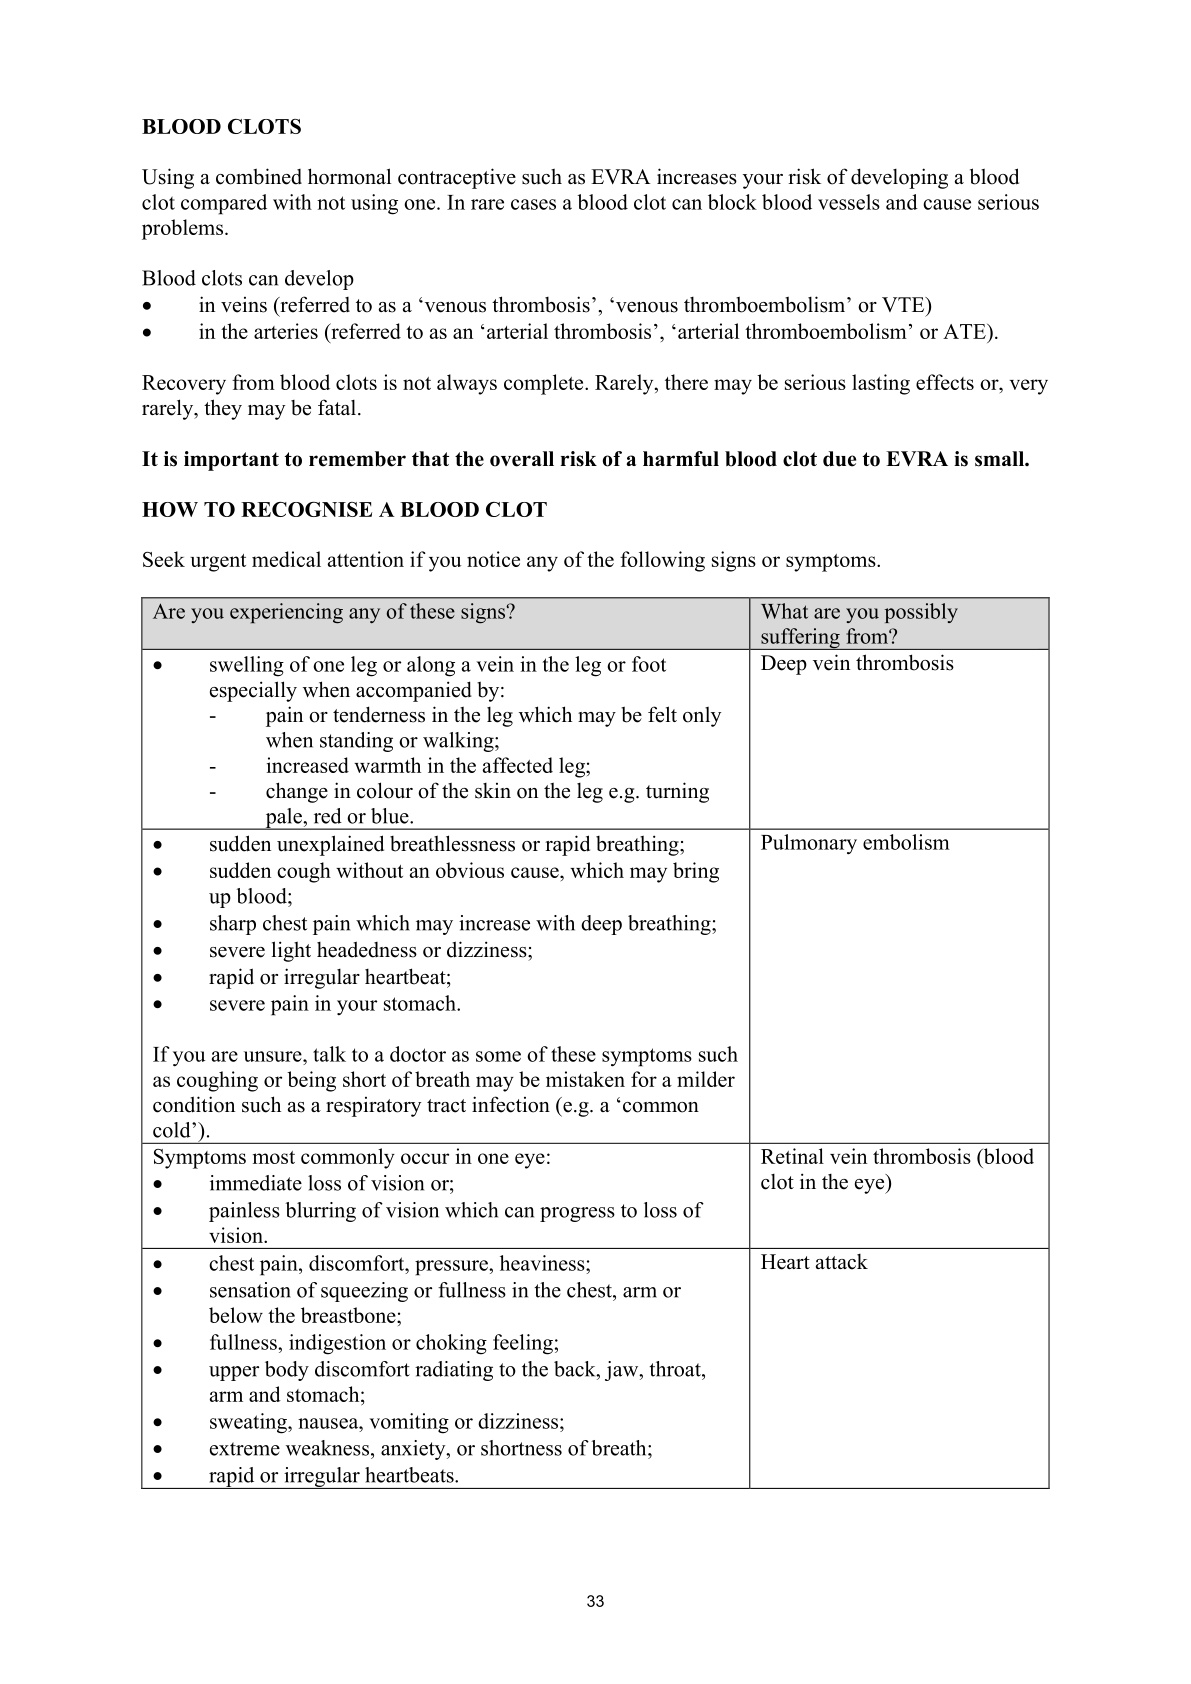 BLOOD CLOTS
Using a combined hormonal contraceptive such as EVRA increases your risk of developing a blood
clot compared with not using one. In rare cases a blood clot can block blood vessels and cause serious
problems.
Blood clots can develop
• in veins (referred to as a ‘venous thrombosis’, ‘venous thromboembolism’ or VTE)
• in the arteries (referred to as an ‘arterial thrombosis’, ‘arterial thromboembolism’ or ATE).
Recovery from blood clots is not always complete. Rarely, there may be serious lasting effects or, very
rarely, they may be fatal.
It is important to remember that the overall risk of a harmful blood clot due to EVRA is small.
HOW TO RECOGNISE A BLOOD CLOT
Seek urgent medical attention if you notice any of the following signs or symptoms.
Are you experiencing any of these signs?
What are you possibly
suffering from?
• swelling of one leg or along a vein in the leg or foot
especially when accompanied by:
- pain or tenderness in the leg which may be felt only
when standing or walking;
- increased warmth in the affected leg;
- change in colour of the skin on the leg e.g. turning
pale, red or blue.
Deep vein thrombosis
• sudden unexplained breathlessness or rapid breathing;
• sudden cough without an obvious cause, which may bring
up blood;
• sharp chest pain which may increase with deep breathing;
• severe light headedness or dizziness;
• rapid or irregular heartbeat;
• severe pain in your stomach.
If you are unsure, talk to a doctor as some of these symptoms such
as coughing or being short of breath may be mistaken for a milder
condition such as a respiratory tract infection (e.g. a ‘common
cold’).
Pulmonary embolism
Symptoms most commonly occur in one eye:
• immediate loss of vision or;
• painless blurring of vision which can progress to loss of
vision.
Retinal vein thrombosis (blood
clot in the eye)
• chest pain, discomfort, pressure, heaviness;
• sensation of squeezing or fullness in the chest, arm or
below the breastbone;
• fullness, indigestion or choking feeling;
• upper body discomfort radiating to the back, jaw, throat,
arm and stomach;
• sweating, nausea, vomiting or dizziness;
• extreme weakness, anxiety, or shortness of breath;
• rapid or irregular heartbeats.
Heart attack
33